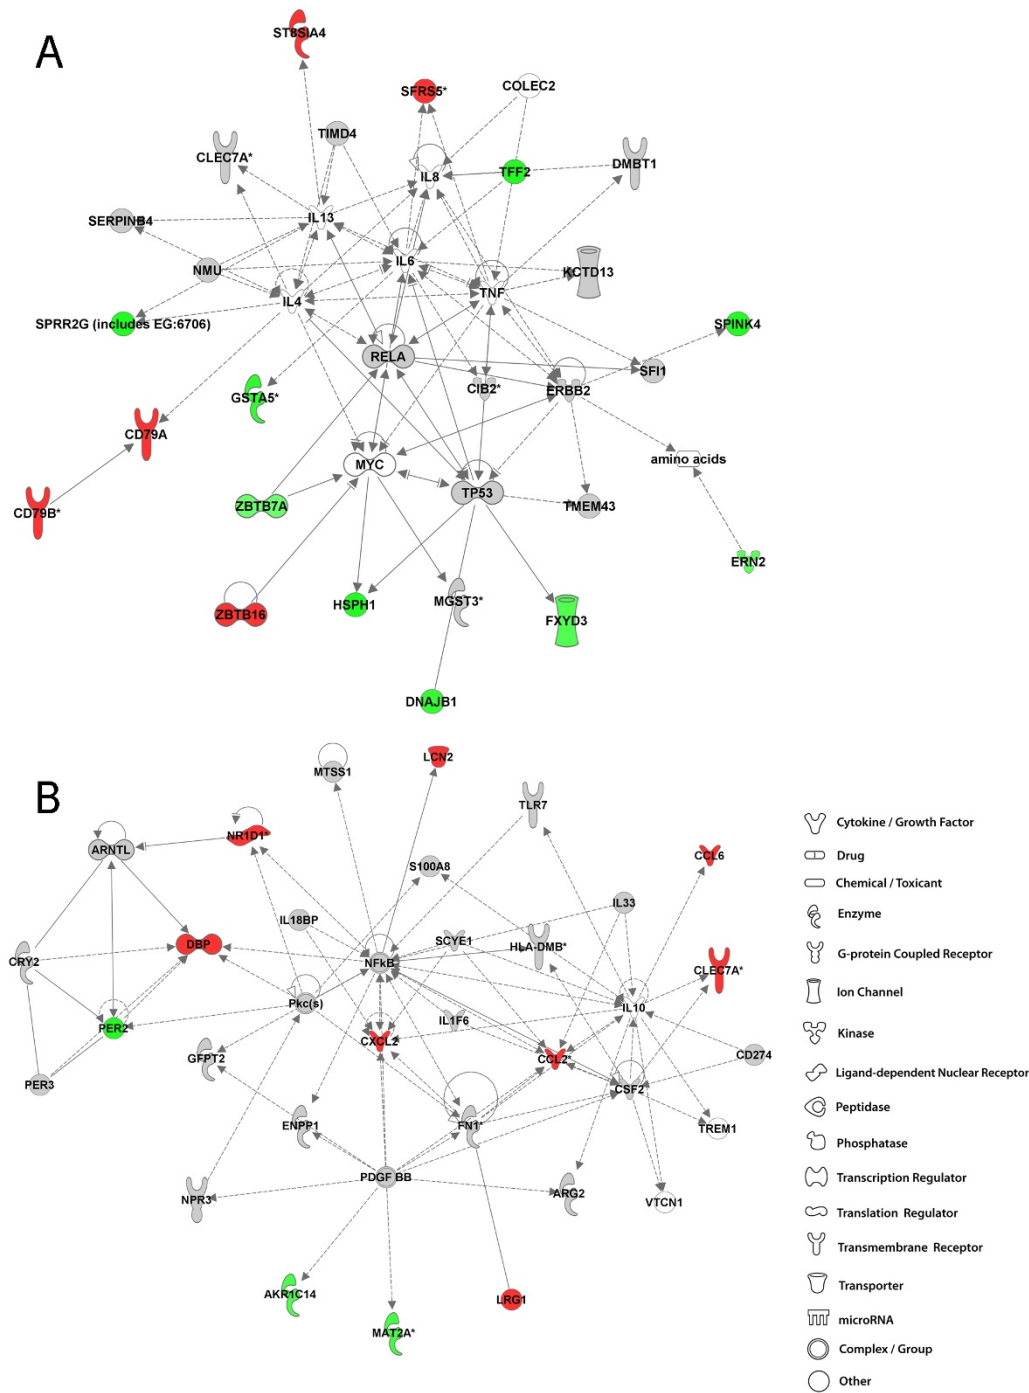 A
ST8SIA4
SFRS5*
COLEC2
TIMD4
CLEC7A*
IL8
TFF2
DMBT1
SERPINB4
IL13
NMU
IL6
KCTD13
IL4
TNF
SPRR2G (includes EG:6706)
SPINK4
RELA
SFI1
GSTA5*
CIB2*
ERBB2
CD79A
MYC
amino acids
CD79B*
ZBTB7A
TP53
TMEM43
ERN2
ZBTB16
HSPH1
MGST3*
FXYD3
DNAJB1
B
MTSS1
LCN2
TLR7
NR1D1*
ARNTL
S100A8
CCL6
IL18BP
IL33
DBP
SCYE1
HLA-DMB*
CRY2
NFkB
CLEC7A*
Pkc(s)
IL10
PER2
IL1F6
CXCL2
GFPT2
CCL2*
CD274
PER3
CSF2
ENPP1
FN1*
TREM1
PDGF BB
NPR3
ARG2
VTCN1
AKR1C14
LRG1
MAT2A*
Cytokine / Growth Factor
Drug
Chemical / Toxicant
Enzyme
G-protein Coupled Receptor
Ion Channel
Kinase
Ligand-dependent Nuclear Receptor
Peptidase
Phosphatase
Transcription Regulator
Translation Regulator
Transmembrane Receptor
Transporter
microRNA
Complex / Group
Other